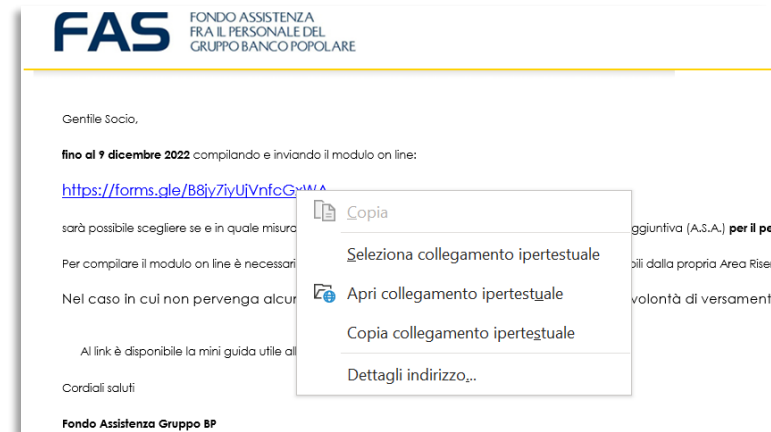 FAS
FONDO ASSISTENZA
FRA IL PERSONALE DEL
GRUPPO BANCO POPOLARE
Gentile Socio,
fino al 9 dicembre 2022 compilando e inviando il modulo on line:
https://forms.gle/B8jy7iyUjVnfcGxWA
sarà possibile scegliere se e in quale misura ggiuntiva (A.S.A.) per il pe
Per compilare il modulo on line è necessari bili dalla propria Area Rise
Nel caso in cui non pervenga alcur volontà di versament
Al link è disponibile la mini guida utile all
Cordiali saluti
Fondo Assistenza Gruppo BP
Copia
Seleziona collegamento ipertestuale
Apri collegamento ipertestuale
Copia collegamento ipertestuale
Dettagli indirizzo...